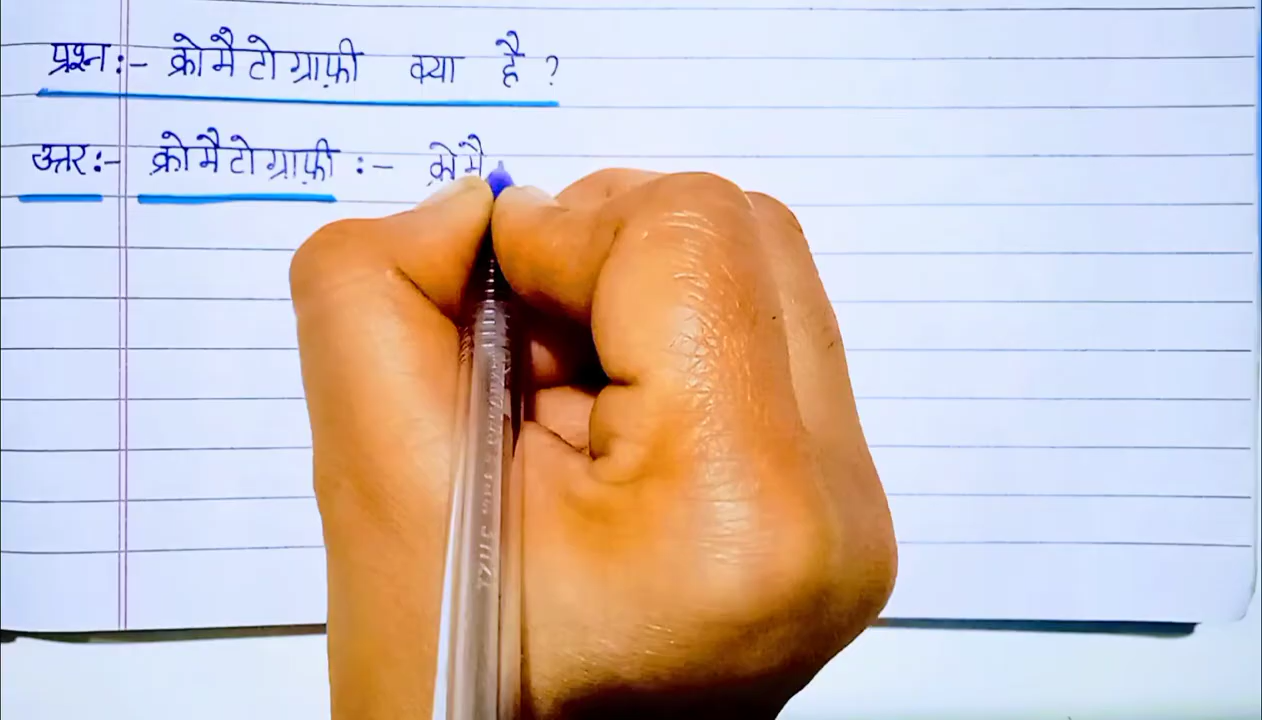 प्रश्न:- क्रोमैटोग्राफ़ी क्या है ?
उत्तर:- क्रोमैटोग्राफ़ी :- क्रोमै